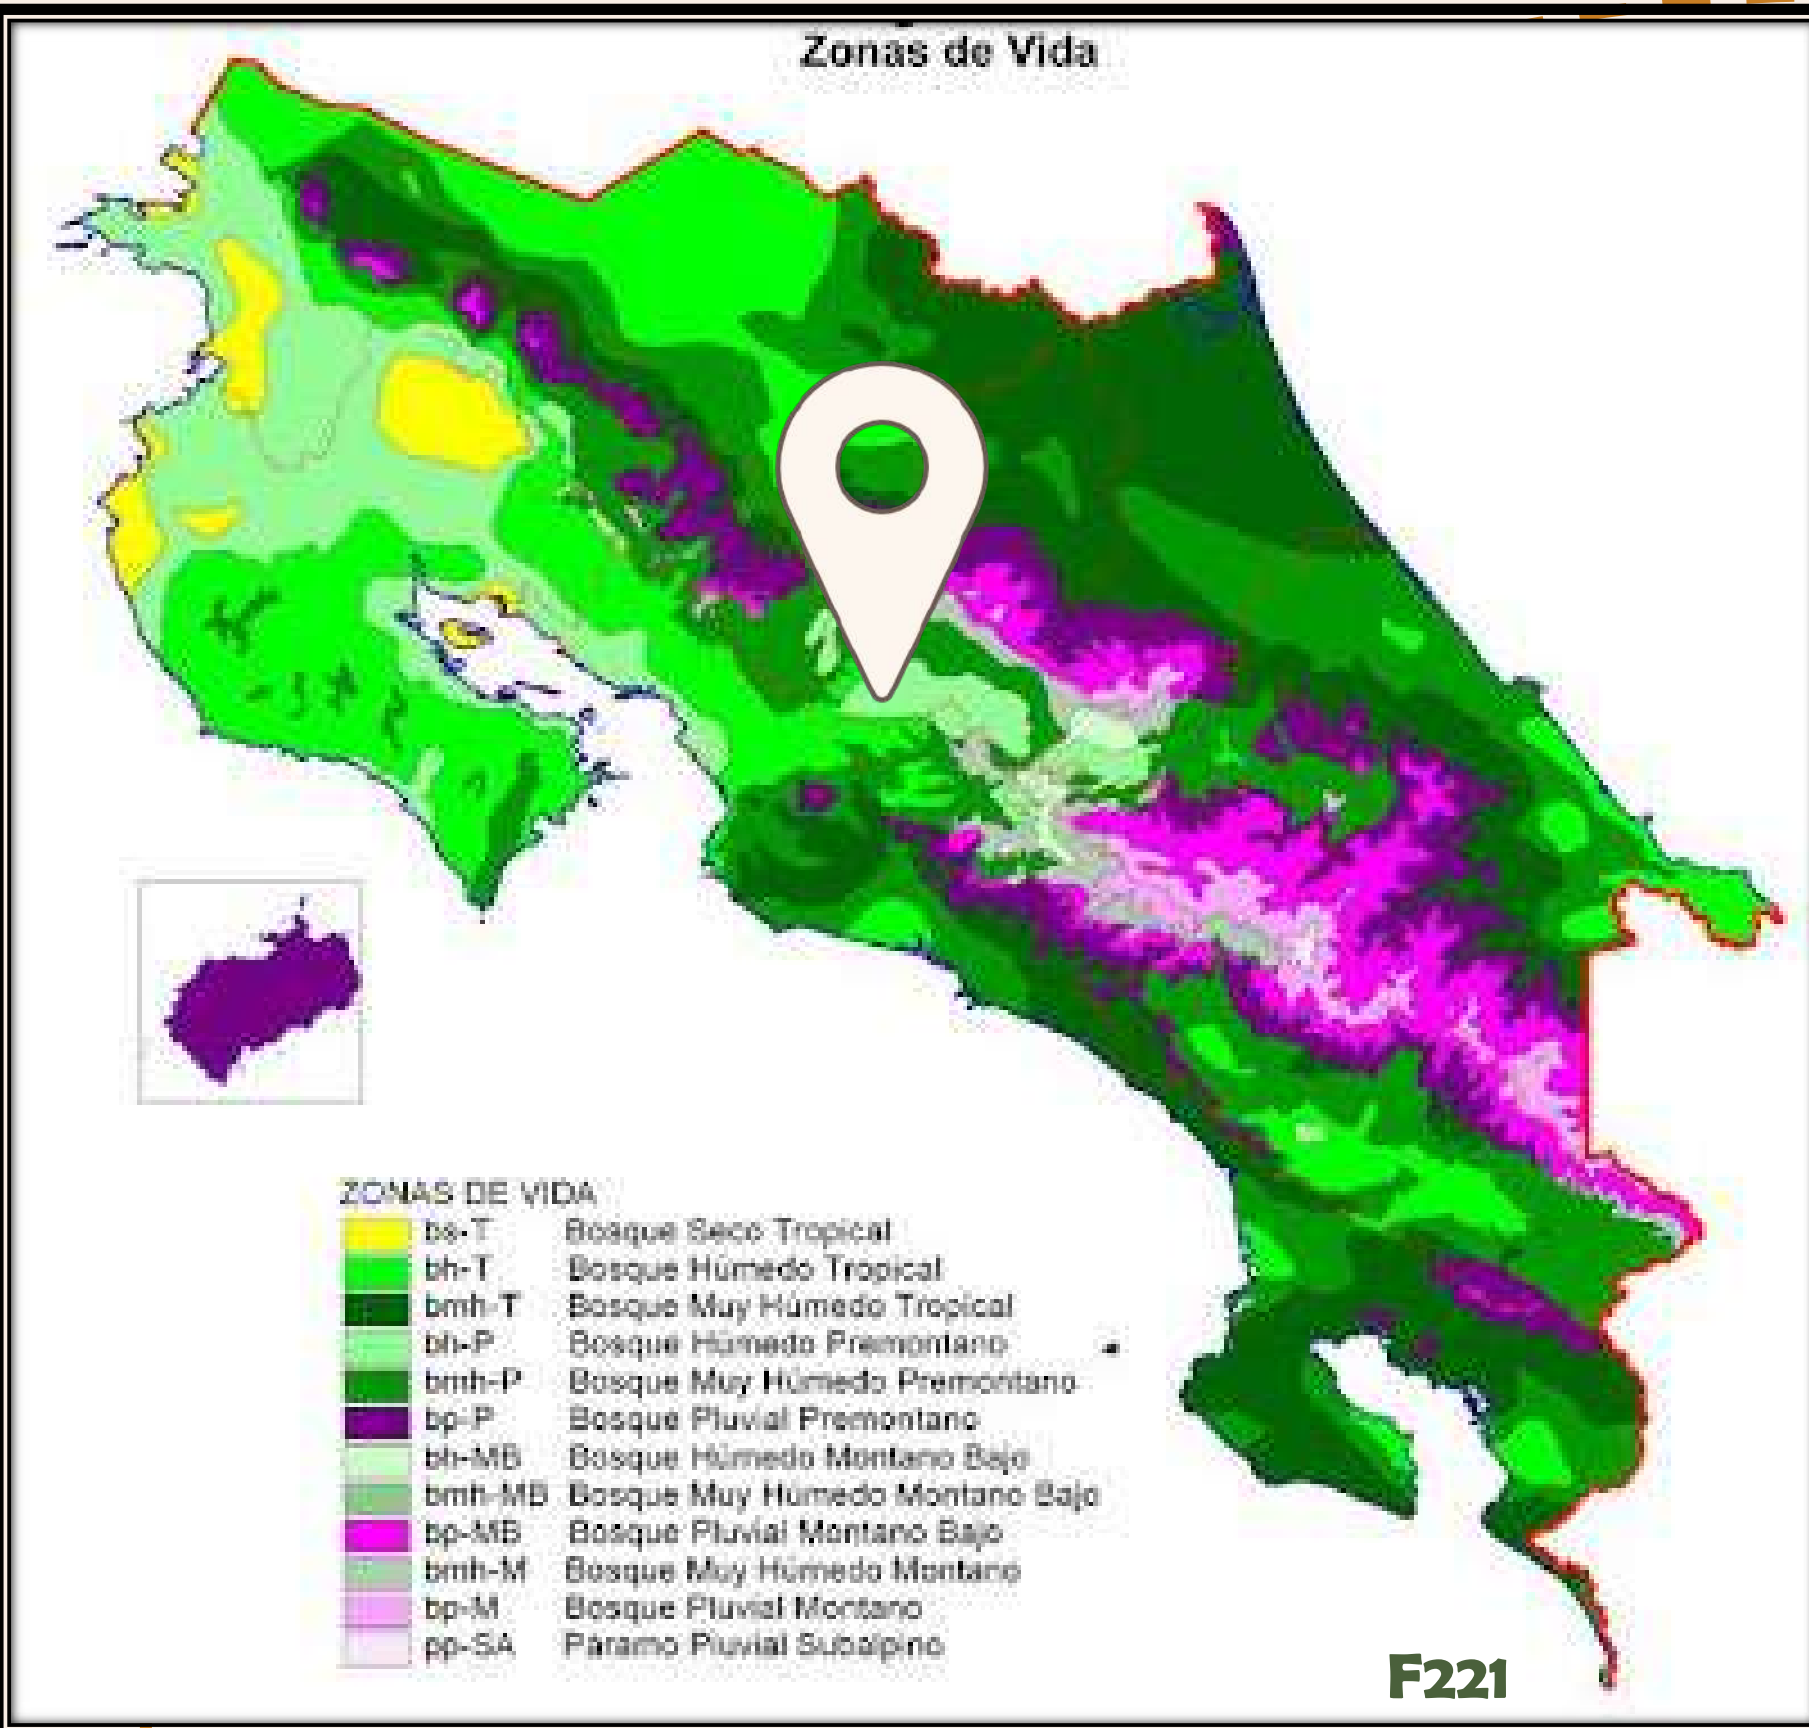 Zonas de Vida
ZONAS DE VIDA
bs-T Bosque Seco Tropical
bh-T Bosque Húmedo Tropical
bmh-T Bosque Muy Húmedo Tropical
bh-P Bosque Húmedo Premontano
bmh-P Bosque Muy Húmedo Premontano
bp-P Bosque Pluvial Premontano
bh-MB Bosque Húmedo Montano Bajo
bmh-MB Bosque Muy Húmedo Montano Bajo
bp-MB Bosque Pluvial Montano Bajo
bmh-M Bosque Muy Húmedo Montano
bp-M Bosque Pluvial Montano
pp-SA Páramo Pluvial Subalpino
F221